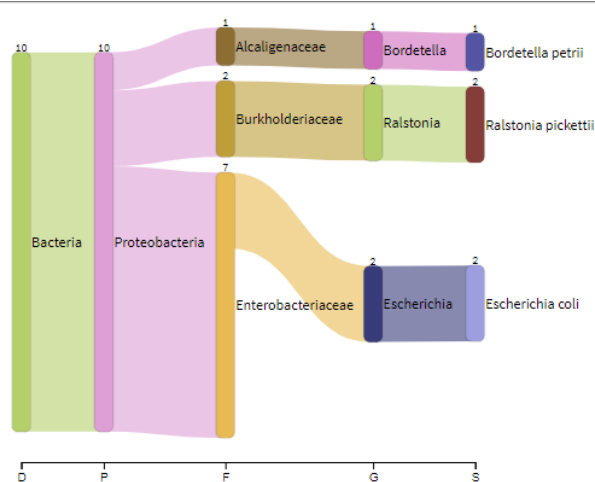 1
Alcaligenaceae
1
Bordetella
1
Bordetella petrii
10
Bacteria
10
Proteobacteria
2
Burkholderiaceae
2
Ralstonia
2
Ralstonia pickettii
7
Enterobacteriaceae
2
Escherichia
2
Escherichia coli
D P F G S